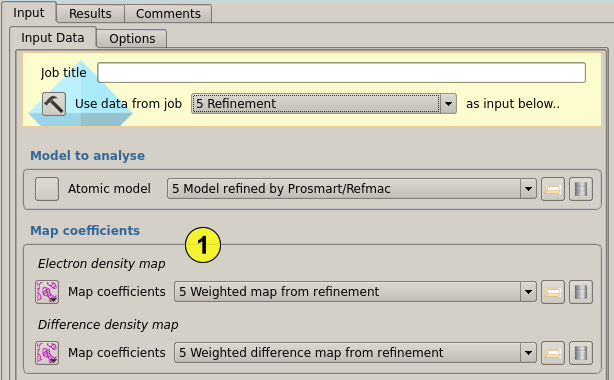 Input Results Comments
Input Data Options
Job title
Use data from job 5 Refinement as input below..
Model to analyse
Atomic model 5 Model refined by Prosmart/Refmac
Map coefficients
1
Electron density map
Map coefficients 5 Weighted map from refinement
Difference density map
Map coefficients 5 Weighted difference map from refinement